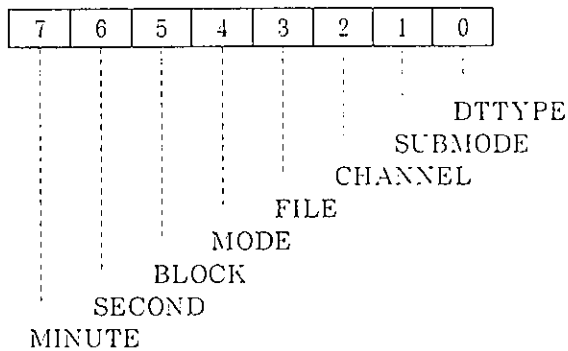 7 6 5 4 3 2 1 0
DTTYPE
SUBMODE
CHANNEL
FILE
MODE
BLOCK
SECOND
MINUTE